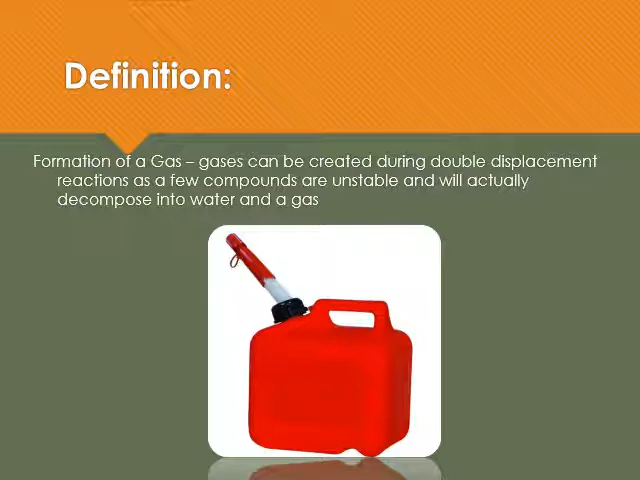 Definition:
Formation of a Gas – gases can be created during double displacement
reactions as a few compounds are unstable and will actually
decompose into water and a gas